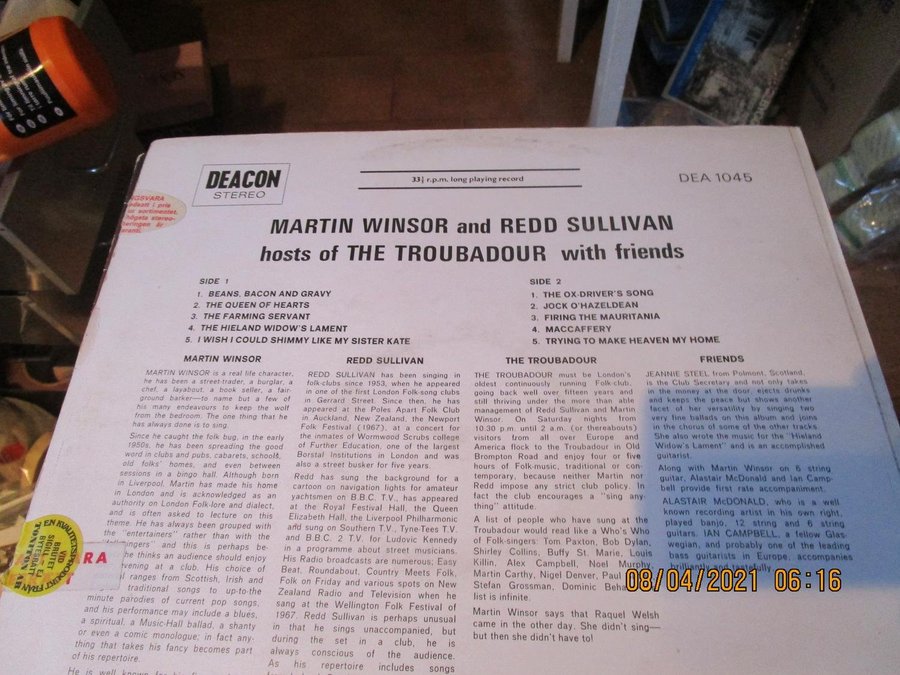 DEACON
STEREO
33⅓ r.p.m. long playing record
DEA 1045
MARTIN WINSOR and REDD SULLIVAN
hosts of THE TROUBADOUR with friends
SIDE 1
1. BEANS, BACON AND GRAVY
2. THE QUEEN OF HEARTS
3. THE FARMING SERVANT
4. THE HIELAND WIDOW'S LAMENT
5. I WISH I COULD SHIMMY LIKE MY SISTER KATE
SIDE 2
1. THE OX-DRIVER'S SONG
2. JOCK O'HAZELDEAN
3. FIRING THE MAURITANIA
4. MACCAFFERY
5. TRYING TO MAKE HEAVEN MY HOME
MARTIN WINSOR
MARTIN WINSOR is a real life character,
he has been a street-trader, a burglar, a
chef, a layabout, a book seller, a fair-
ground barker—to name but a few of
his many endeavours to keep the wolf
from the bedroom. The one thing that he
has always done is to sing.
Since he caught the folk bug, in the early
1950s, he has been spreading the good
word in clubs and pubs, cabarets, schools,
old folks' homes, and even between
sessions in a bingo hall. Although born
in Liverpool, Martin has made his home
in London and is acknowledged as an
authority on London Folk-lore and dialect,
and is often asked to lecture on this
theme. He has always been grouped with
the "entertainers" rather than with the
and this is perhaps be
he thinks an audience should enjoy
evening at a club. His choice of
ranges from Scottish, Irish and
traditional songs to up-to-the
minute parodies of current pop songs,
and his performance may include a blues,
a spiritual, a Music-Hall ballad, a shanty
or even a comic monologue; in fact any-
thing that takes his fancy becomes part
of his repertoire.
REDD SULLIVAN
REDD SULLIVAN has been singing in
folk-clubs since 1953, when he appeared
in one of the first London Folk-song clubs
in Gerrard Street. Since then, he has
appeared at the Poles Apart Folk Club
in Auckland, New Zealand, the Newport
Folk Festival (1967), at a concert for
the inmates of Wormwood Scrubs college
of Further Education, one of the largest
Borstal Institutions in London and was
also a street busker for five years.
Redd has sung the background for a
cartoon on navigation lights for amateur
yachtsmen on B.B.C. T.V., has appeared
at the Royal Festival Hall, the Queen
Elizabeth Hall, the Liverpool Philharmonic
and sung on Southern T.V., Tyne-Tees T.V.
and B.B.C. 2 T.V. for Ludovic Kennedy
in a programme about street musicians.
His Radio broadcasts are numerous; Easy
Beat, Roundabout, Country Meets Folk,
Folk on Friday and various spots on New
Zealand Radio and Television when he
sang at the Wellington Folk Festival of
1967. Redd Sullivan is perhaps unusual
in that he sings unaccompanied, but
during the set in a club, he is
always conscious of the audience.
As his repertoire includes songs
THE TROUBADOUR
THE TROUBADOUR must be London's
oldest continuously running Folk-club,
going back well over fifteen years and
still thriving under the more than able
management of Redd Sullivan and Martin
Winsor. On Saturday nights from
10.30 p.m. until 2 a.m. (or thereabouts)
visitors from all over Europe and
America flock to the Troubadour in Old
Brompton Road and enjoy four or five
hours of Folk-music, traditional or con-
temporary, because neither Martin nor
Redd impose any strict club policy. In
fact the club encourages a "sing any
thing" attitude.
A list of people who have sung at the
Troubadour would read like a Who's Who
of Folk-singers: Tom Paxton, Bob Dylan,
Shirley Collins, Buffy St. Marie, Louis
Killin, Alex Campbell, Noel Murphy,
Martin Carthy, Nigel Denver, Paul
Stefan Grossman, Dominic Beha
list is infinite.
Martin Winsor says that Raquel Welsh
came in the other day. She didn't sing—
but then she didn't have to!
FRIENDS
JEANNIE STEEL from Polmont, Scotland,
is the Club Secretary and not only takes
in the money at the door, ejects drunks
and keeps the peace but shows another
facet of her versatility by singing two
very fine ballads on this album and joins
in the chorus of some of the other tracks.
She also wrote the music for the "Hieland
Widow's Lament" and is an accomplished
guitarist.
Along with Martin Winsor on 6 string
guitar, Alastair McDonald and Ian Camp-
bell provide first rate accompaniment.
ALASTAIR McDONALD, who is a well
known recording artist in his own right,
played banjo, 12 string and 6 string
guitars. IAN CAMPBELL, a fellow Glas-
wegian, and probably one of the leading
bass guitarists in Europe, accompanies
brilliantly and tastefully.
08/04/2021 06:16